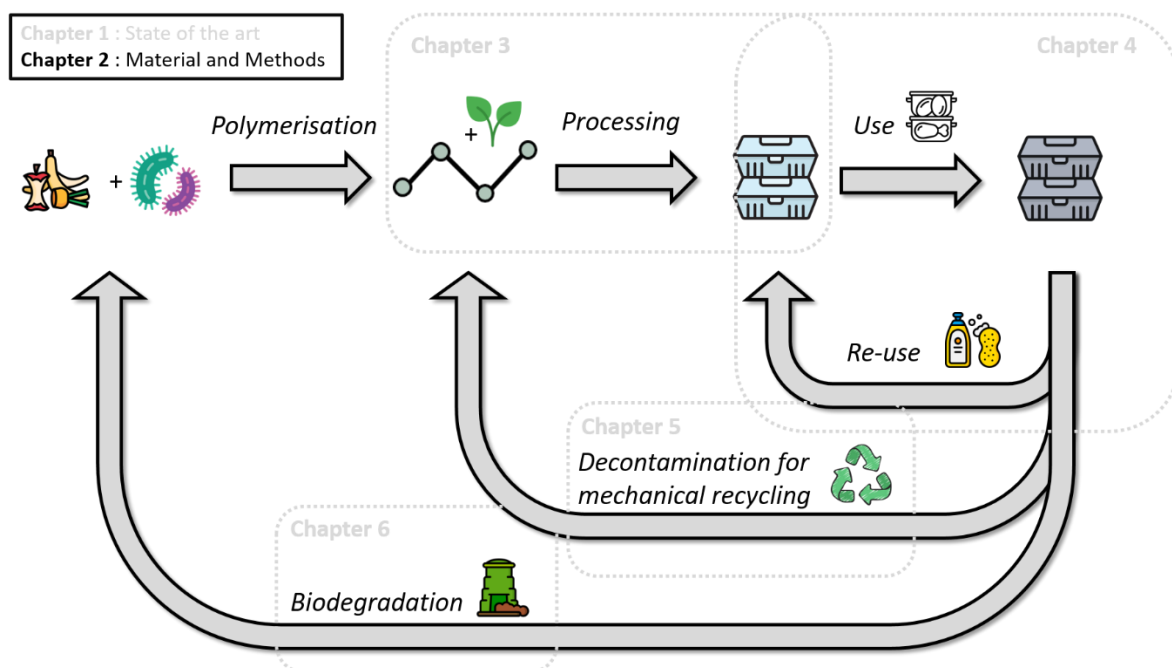 Chapter 1 : State of the art
Chapter 2 : Material and Methods
Chapter 3
Chapter 4
Polymerisation
Processing
Use
+
+
Re-use
Chapter 5
Decontamination for
mechanical recycling
Chapter 6
Biodegradation